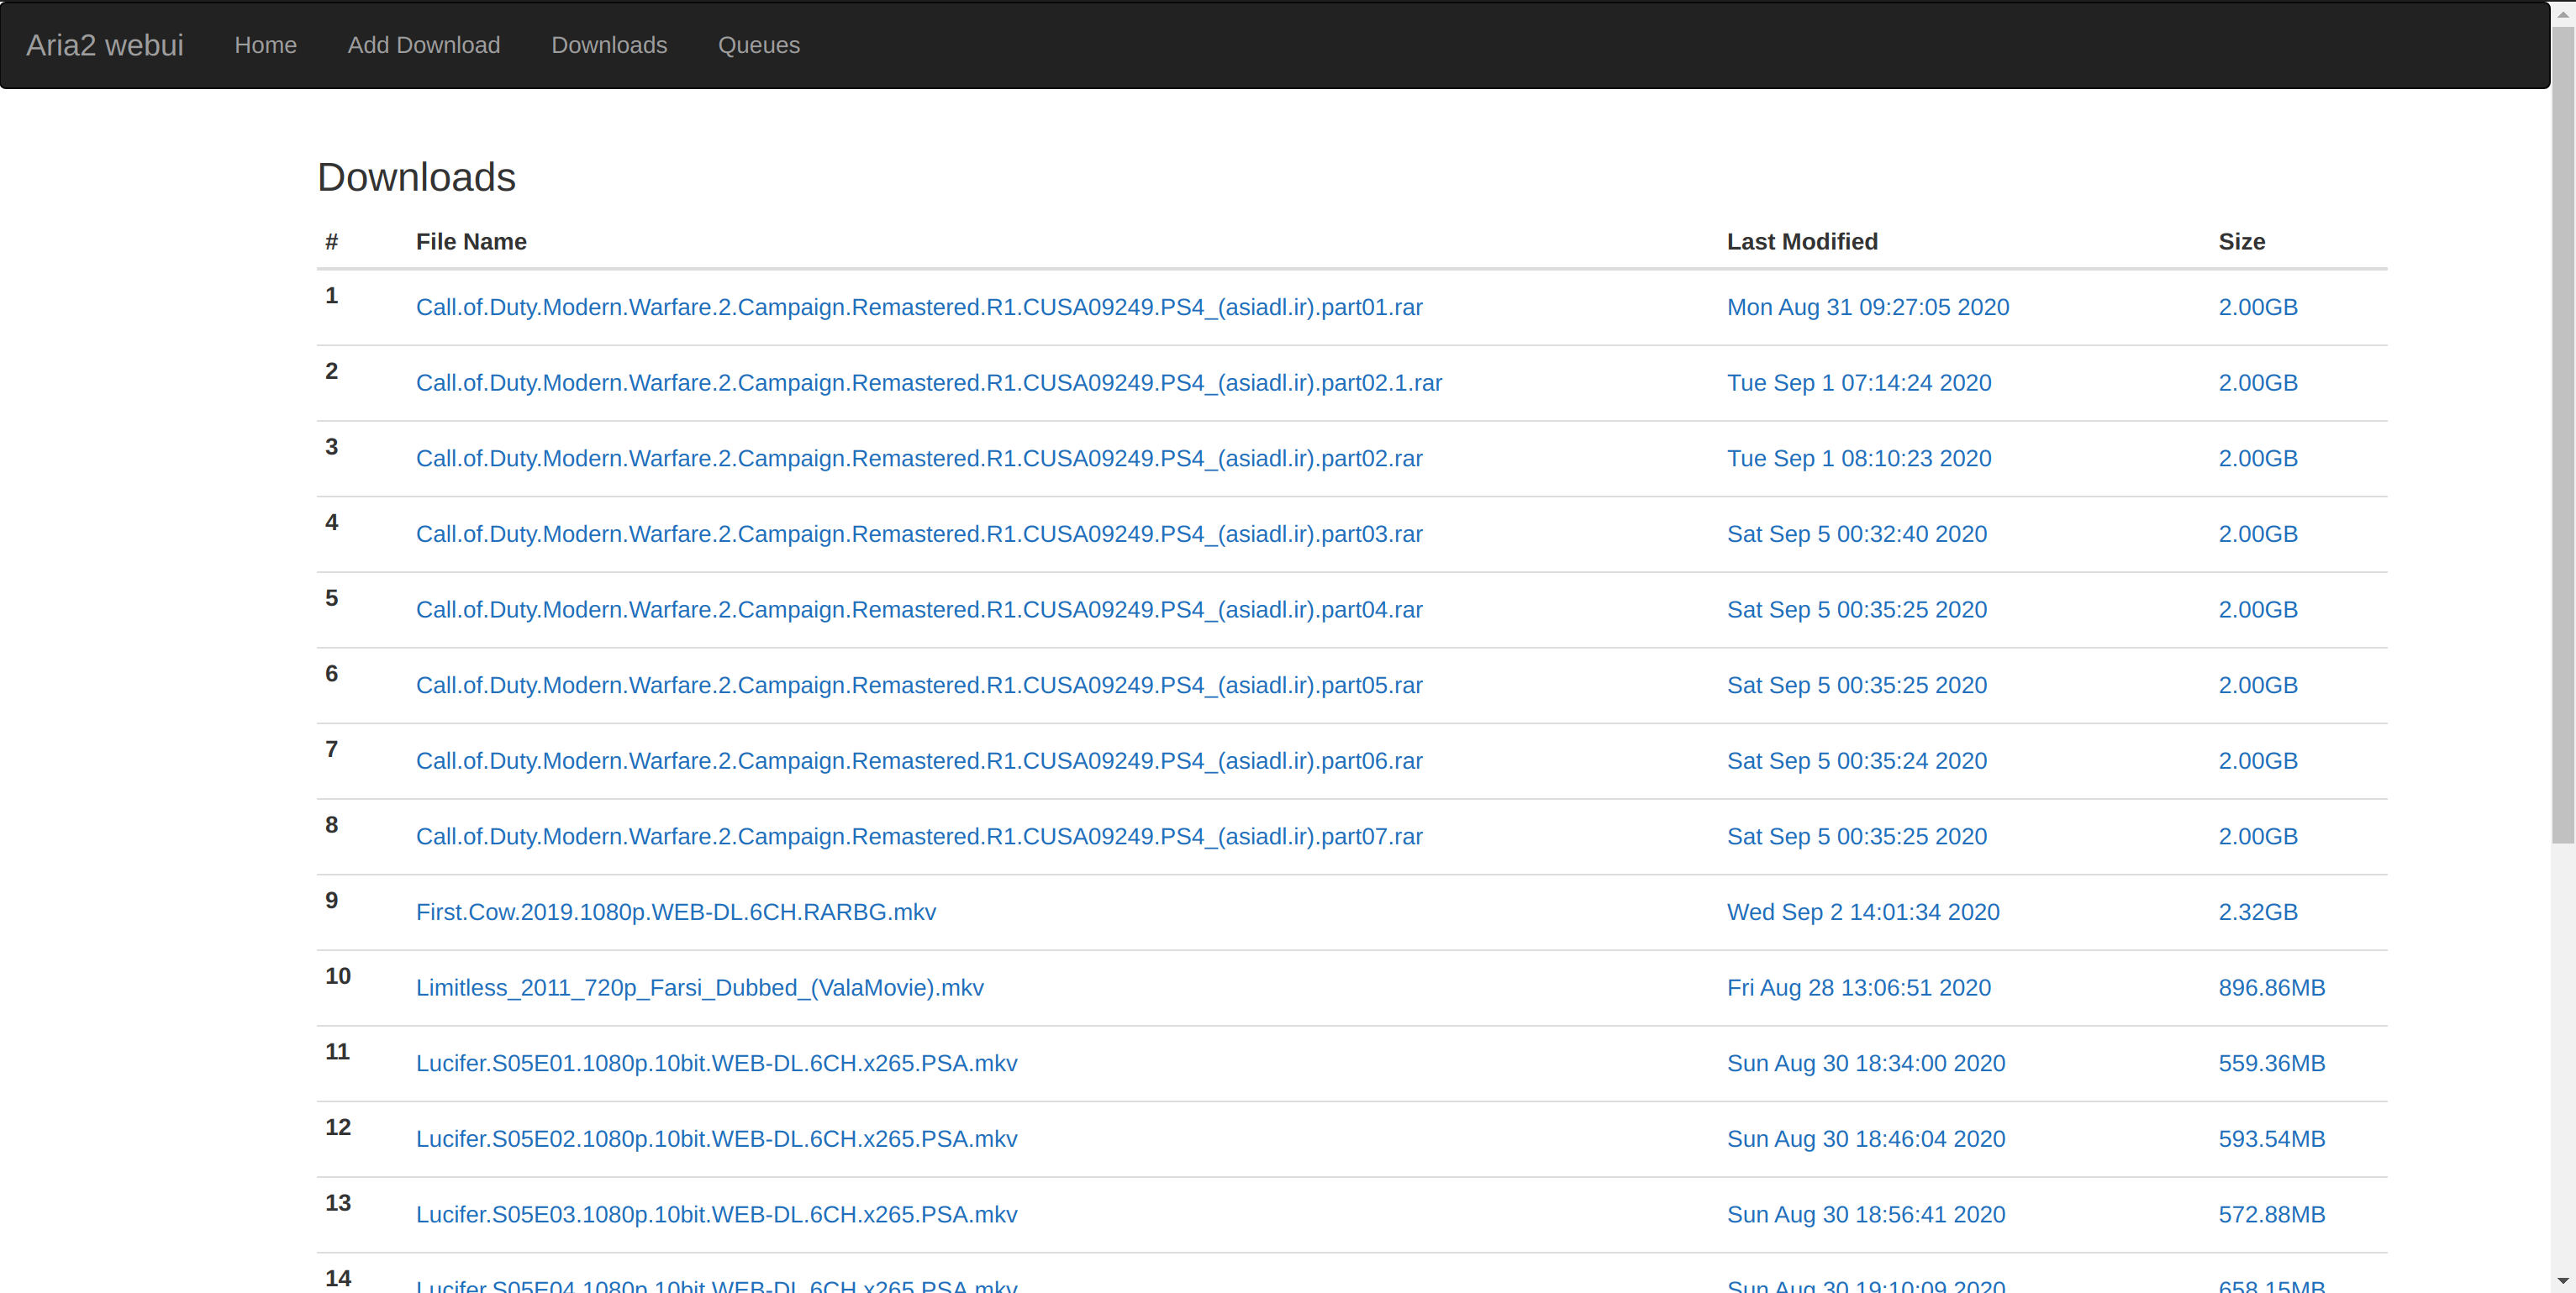 Aria2 webui Home Add Download Downloads Queues
Downloads
# File Name Last Modified Size
1 Call.of.Duty.Modern.Warfare.2.Campaign.Remastered.R1.CUSA09249.PS4_(asiadl.ir).part01.rar Mon Aug 31 09:27:05 2020 2.00GB
2 Call.of.Duty.Modern.Warfare.2.Campaign.Remastered.R1.CUSA09249.PS4_(asiadl.ir).part02.1.rar Tue Sep 1 07:14:24 2020 2.00GB
3 Call.of.Duty.Modern.Warfare.2.Campaign.Remastered.R1.CUSA09249.PS4_(asiadl.ir).part02.rar Tue Sep 1 08:10:23 2020 2.00GB
4 Call.of.Duty.Modern.Warfare.2.Campaign.Remastered.R1.CUSA09249.PS4_(asiadl.ir).part03.rar Sat Sep 5 00:32:40 2020 2.00GB
5 Call.of.Duty.Modern.Warfare.2.Campaign.Remastered.R1.CUSA09249.PS4_(asiadl.ir).part04.rar Sat Sep 5 00:35:25 2020 2.00GB
6 Call.of.Duty.Modern.Warfare.2.Campaign.Remastered.R1.CUSA09249.PS4_(asiadl.ir).part05.rar Sat Sep 5 00:35:25 2020 2.00GB
7 Call.of.Duty.Modern.Warfare.2.Campaign.Remastered.R1.CUSA09249.PS4_(asiadl.ir).part06.rar Sat Sep 5 00:35:24 2020 2.00GB
8 Call.of.Duty.Modern.Warfare.2.Campaign.Remastered.R1.CUSA09249.PS4_(asiadl.ir).part07.rar Sat Sep 5 00:35:25 2020 2.00GB
9 First.Cow.2019.1080p.WEB-DL.6CH.RARBG.mkv Wed Sep 2 14:01:34 2020 2.32GB
10 Limitless_2011_720p_Farsi_Dubbed_(ValaMovie).mkv Fri Aug 28 13:06:51 2020 896.86MB
11 Lucifer.S05E01.1080p.10bit.WEB-DL.6CH.x265.PSA.mkv Sun Aug 30 18:34:00 2020 559.36MB
12 Lucifer.S05E02.1080p.10bit.WEB-DL.6CH.x265.PSA.mkv Sun Aug 30 18:46:04 2020 593.54MB
13 Lucifer.S05E03.1080p.10bit.WEB-DL.6CH.x265.PSA.mkv Sun Aug 30 18:56:41 2020 572.88MB
14 Lucifer.S05E04.1080p.10bit.WEB-DL.6CH.x265.PSA.mkv Sun Aug 30 19:10:09 2020 658.15MB